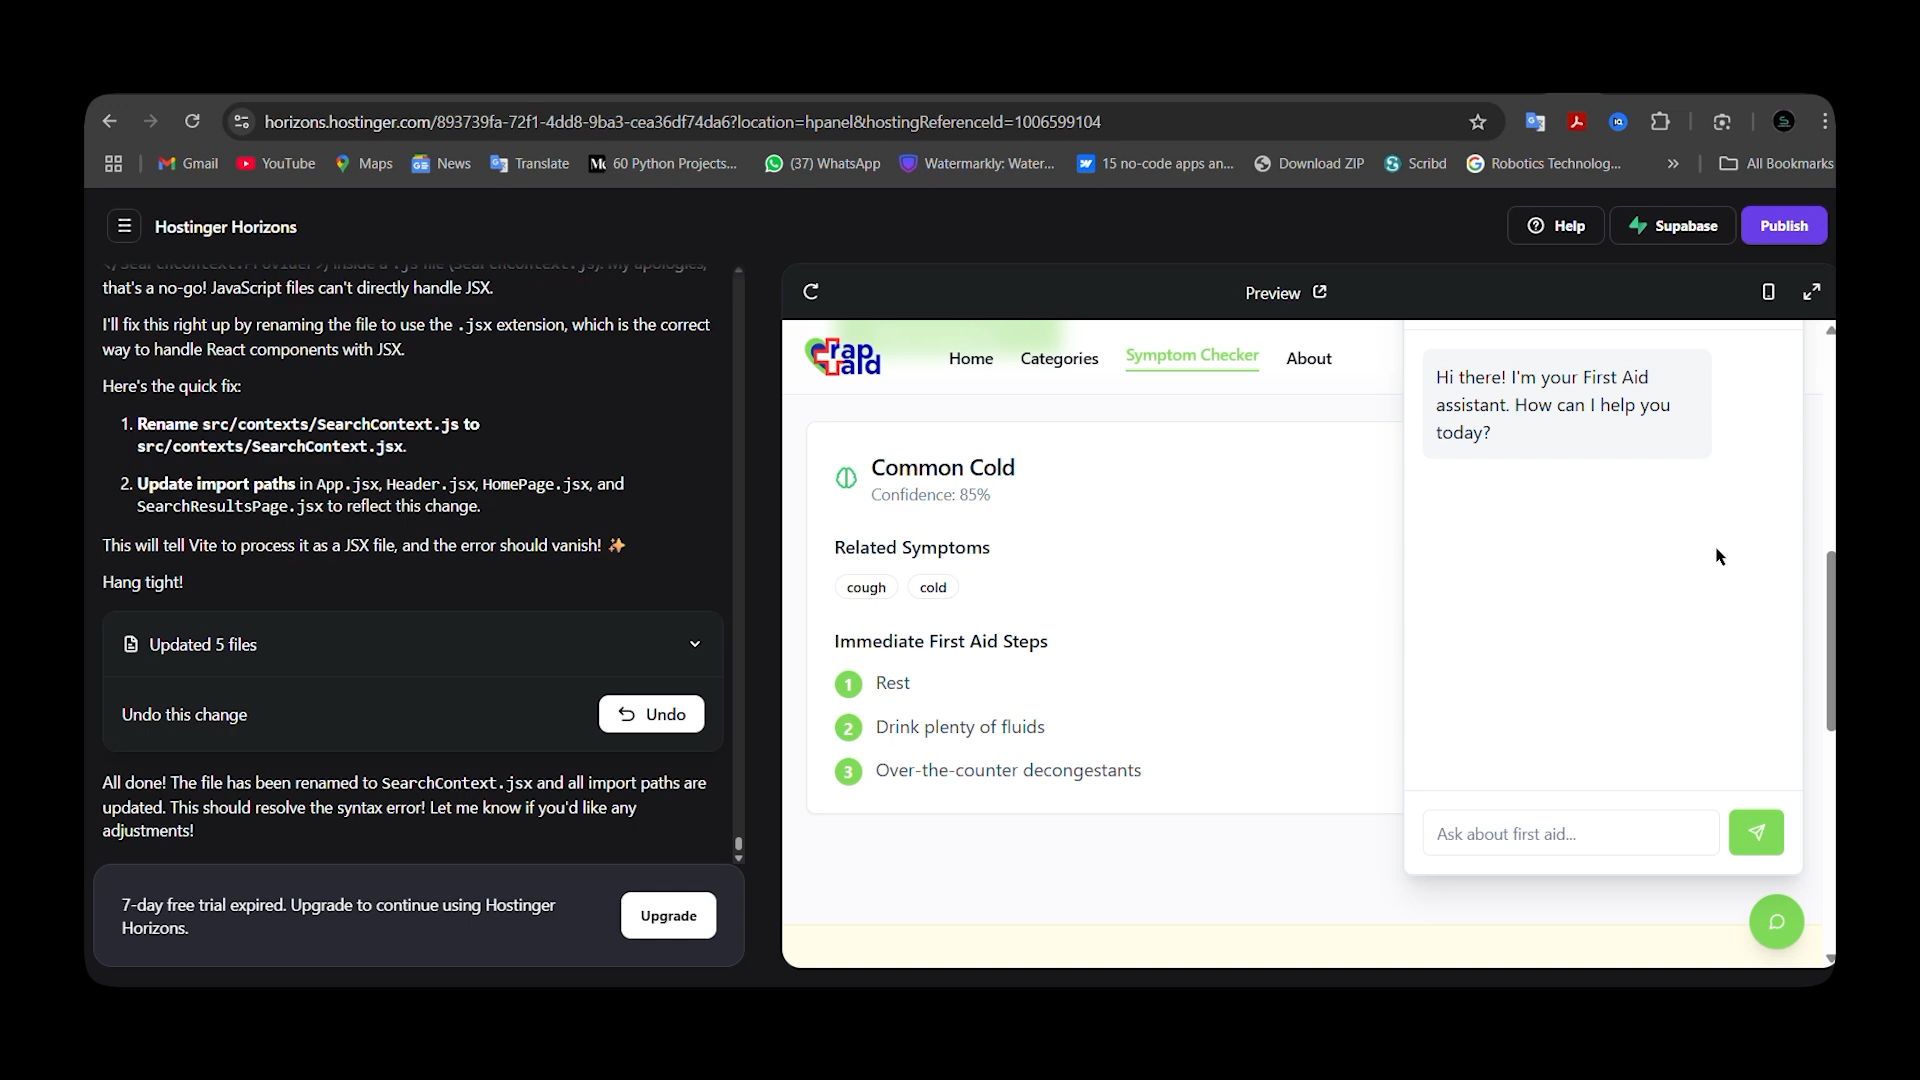 horizons.hostinger.com/893739fa-72f1-4dd8-9ba3-cea36df74da6?location=hpanel&hostingReferenceId=1006599104
Gmail YouTube Maps News Translate 60 Python Projects... (37) WhatsApp Watermarkly: Water... 15 no-code apps an... Download ZIP Scribd Robotics Technolog... » All Bookmarks
Hostinger Horizons
Help
Supabase
Publish
that's a no-go! JavaScript files can't directly handle JSX.
I'll fix this right up by renaming the file to use the .jsx extension, which is the correct
way to handle React components with JSX.
Here's the quick fix:
1. Rename src/contexts/SearchContext.js to
src/contexts/SearchContext.jsx.
2. Update import paths in App.jsx, Header.jsx, HomePage.jsx, and
SearchResultsPage.jsx to reflect this change.
This will tell Vite to process it as a JSX file, and the error should vanish! ✨
Hang tight!
Updated 5 files
Undo this change
Undo
All done! The file has been renamed to SearchContext.jsx and all import paths are
updated. This should resolve the syntax error! Let me know if you'd like any
adjustments!
7-day free trial expired. Upgrade to continue using Hostinger
Horizons.
Upgrade
Preview
rap
aid
Home Categories Symptom Checker About
Common Cold
Confidence: 85%
Related Symptoms
cough cold
Immediate First Aid Steps
1 Rest
2 Drink plenty of fluids
3 Over-the-counter decongestants
Hi there! I'm your First Aid
assistant. How can I help you
today?
Ask about first aid...